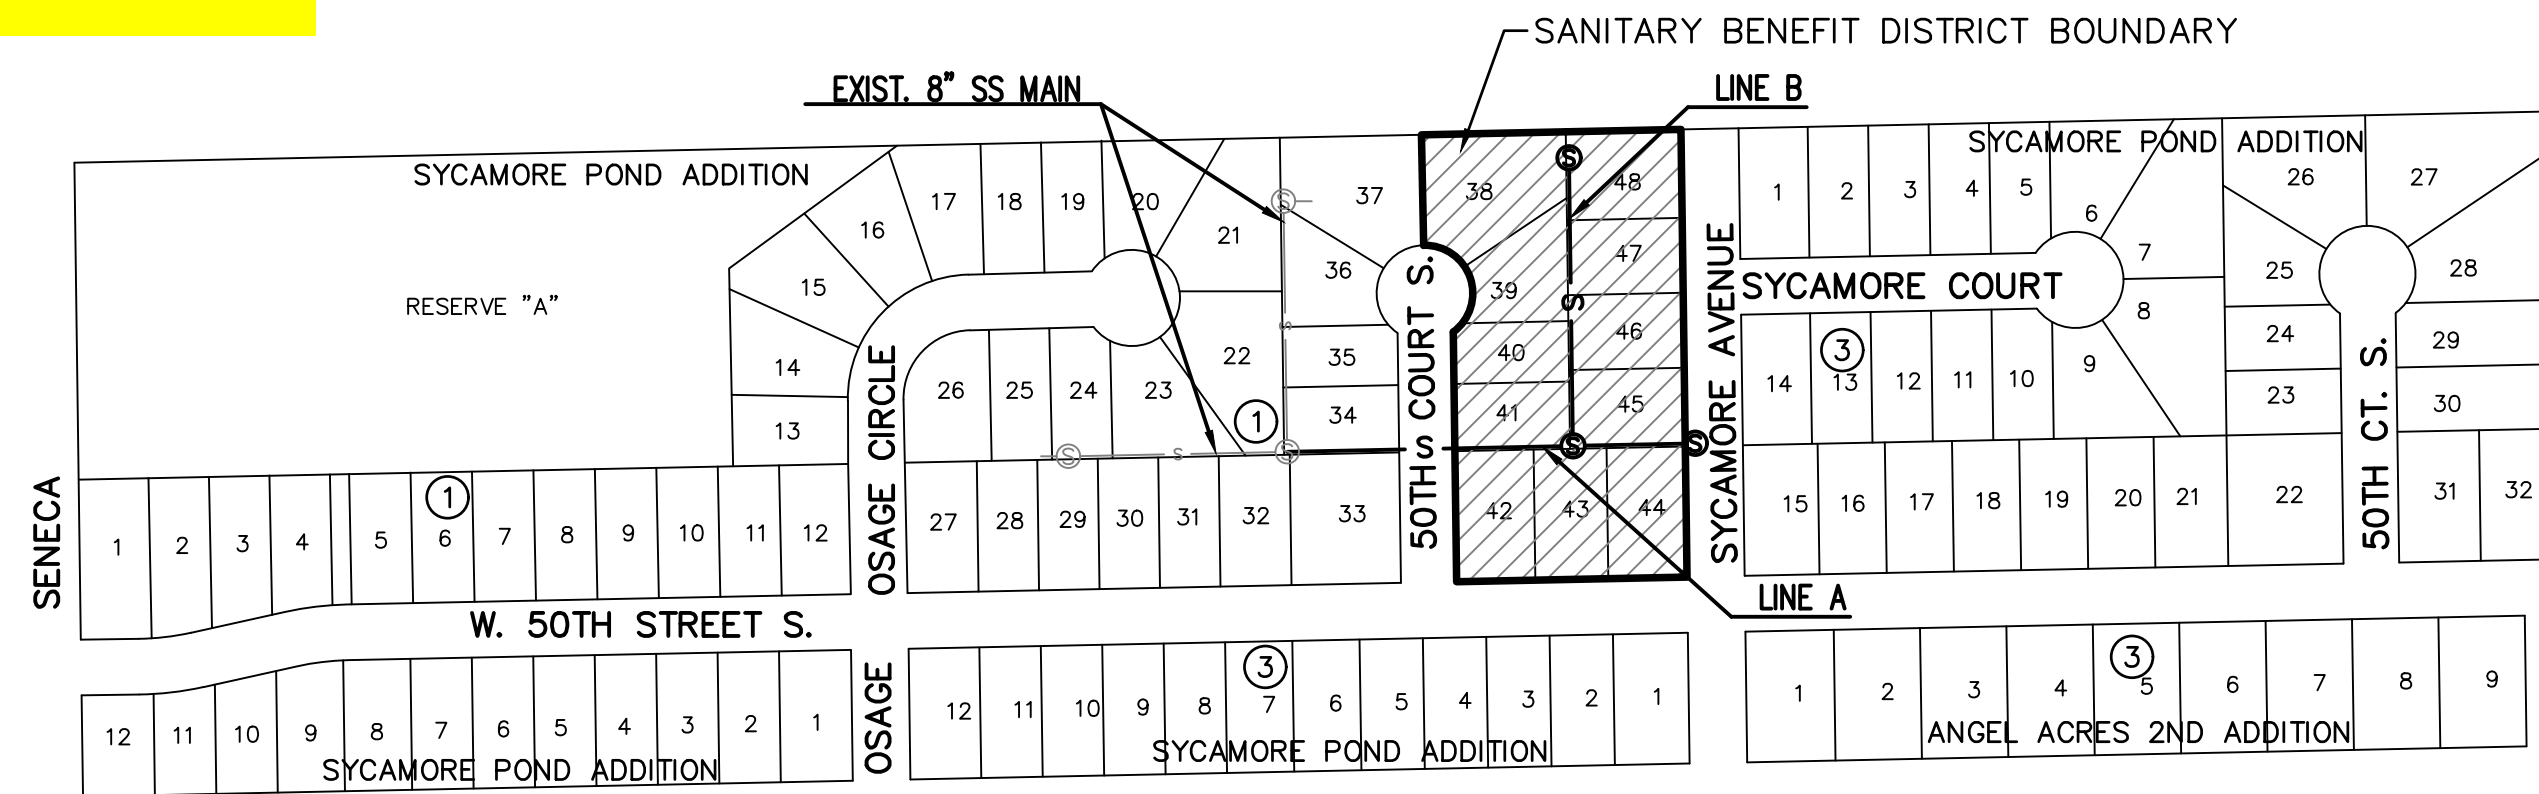 SANITARY BENEFIT DISTRICT BOUNDARY
EXIST. 8" SS MAIN
LINE B
SYCAMORE POND ADDITION
SYCAMORE POND ADDITION
RESERVE "A"
13 14 15 16 17 18 19 20 21 22
26 25 24 23
1
37 36 35 34
S S S S S
38 39 40 41
48 47 46 45
S S S S S
42 43 44
1 2 3 4 5 6 7 8 9
SYCAMORE COURT
3
14 13 12 11 10
26 27
25 28
24 29
23 30
SENECA
OSAGE CIRCLE
50TH COURT S.
SYCAMORE AVENUE
50TH CT. S.
1
1 2 3 4 5 6 7 8 9 10 11 12
27 28 29 30 31 32 33
15 16 17 18 19 20 21 22
31 32
LINE A
W. 50TH STREET S.
OSAGE
12 11 10 9 8 7 6 5 4 3 2 1
SYCAMORE POND ADDITION
3
12 11 10 9 8 7 6 5 4 3 2 1
SYCAMORE POND ADDITION
3
1 2 3 4 5 6 7 8 9
ANGEL ACRES 2ND ADDITION